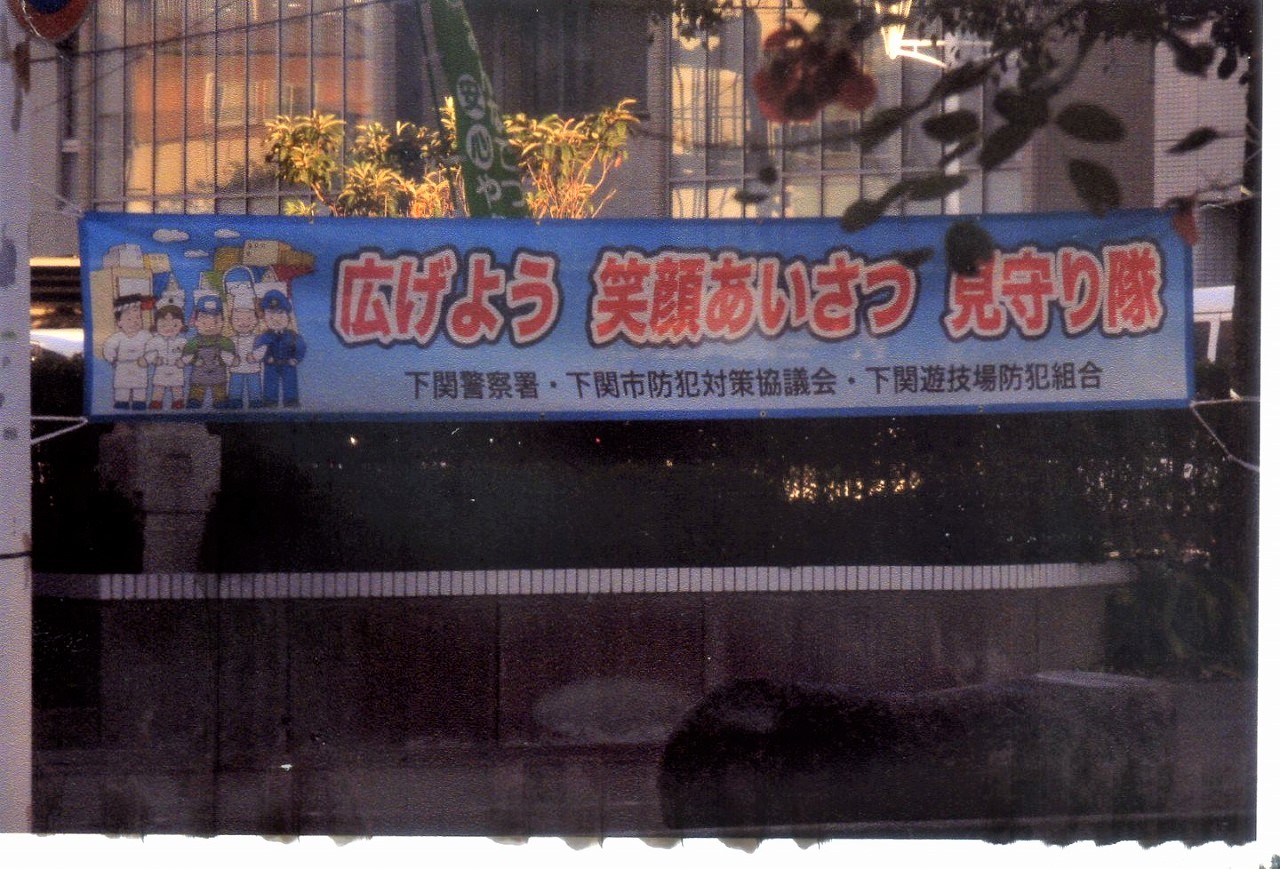 広げよう 笑顔あいさつ 見守り隊
下関警察署・下関市防犯対策協議会・下関遊技場防犯組合